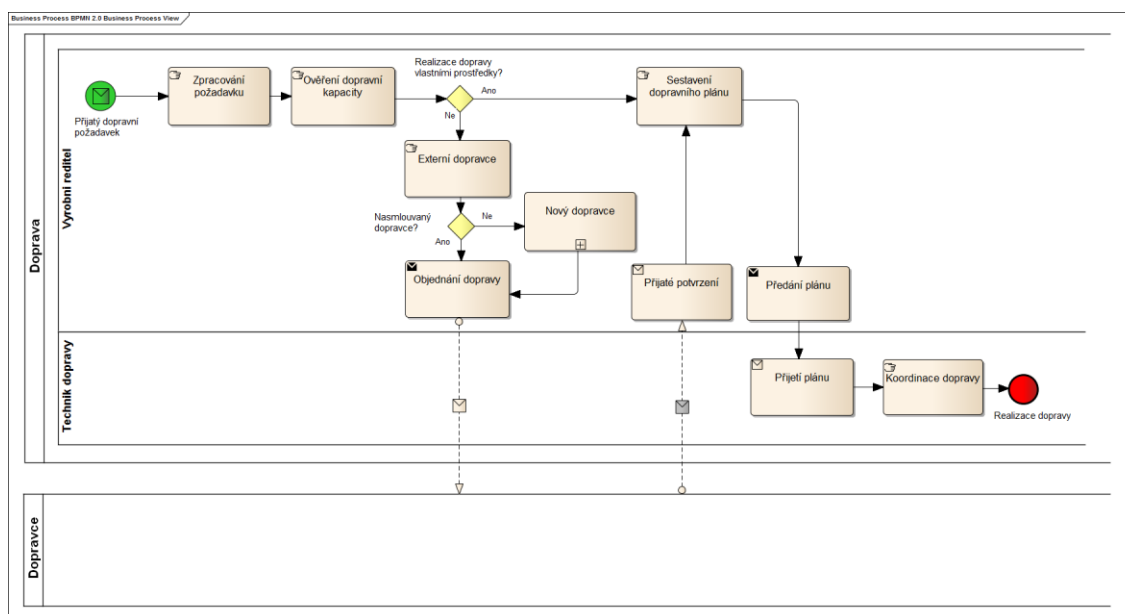 Business Process BPMN 2.0 Business Process View
Doprava
Vyrobni reditel
Přijatý dopravní
požadavek
Zpracování
požadavku
Ověření dopravní
kapacity
Realizace dopravy
vlastními prostředky?
Ano
Ne
Sestavení
dopravního plánu
Externí dopravce
Nasmlouvaný
dopravce?
Ne
Ano
Nový dopravce
Objednání dopravy
Přijaté potvrzení
Předání plánu
Technik dopravy
Přijetí plánu
Koordinace dopravy
Realizace dopravy
Dopravce